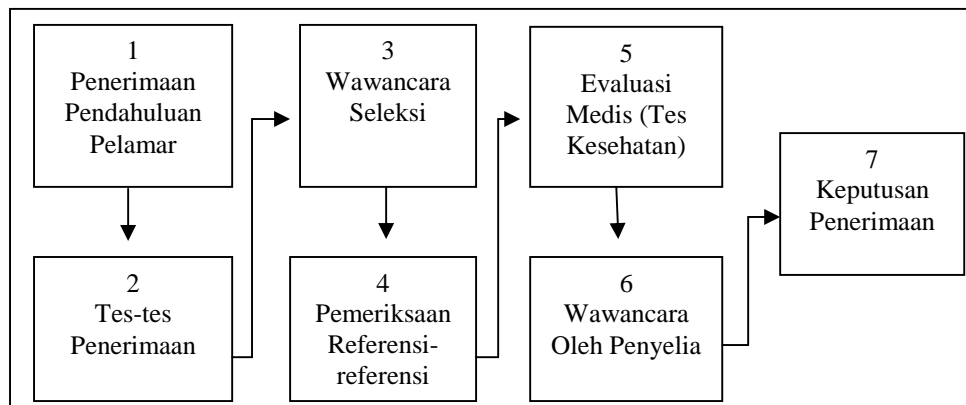 1
Penerimaan
Pendahuluan
Pelamar
2
Tes-tes
Penerimaan
3
Wawancara
Seleksi
4
Pemeriksaan
Referensi-
referensi
5
Evaluasi
Medis (Tes
Kesehatan)
6
Wawancara
Oleh Penyelia
7
Keputusan
Penerimaan